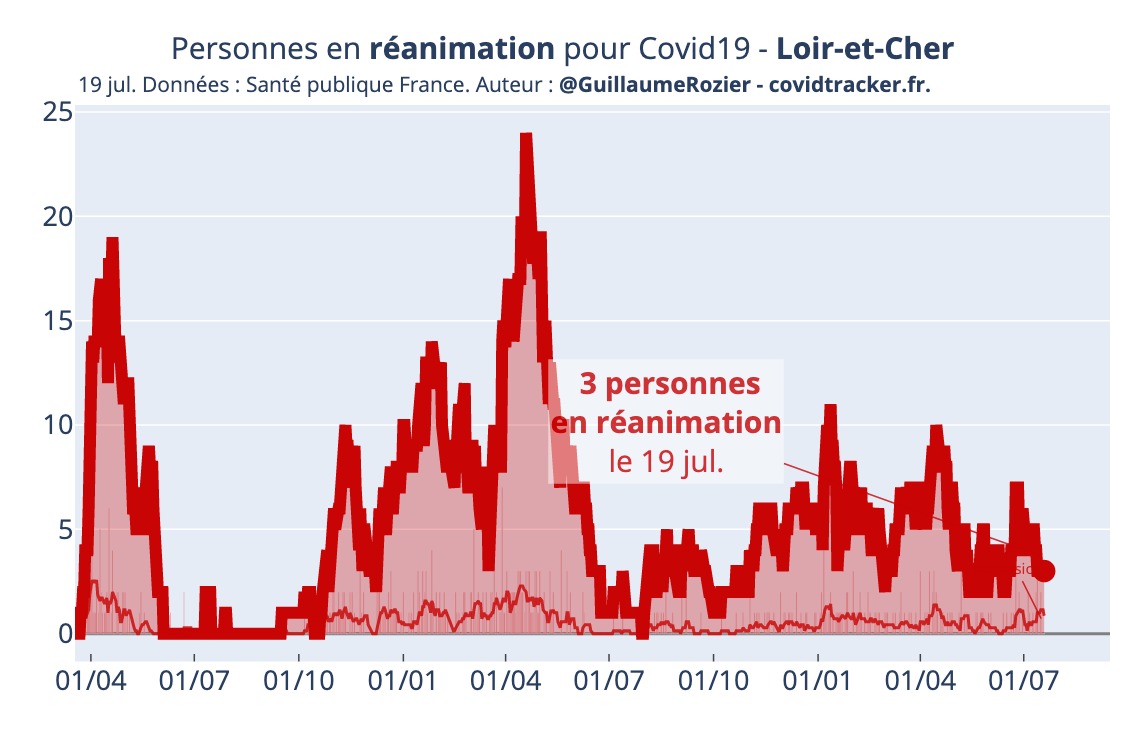 Personnes en réanimation pour Covid19 - Loir-et-Cher
19 jul. Données : Santé publique France. Auteur : @GuillaumeRozier - covidtracker.fr.
25
20
15
10
5
0
3 personnes
en réanimation
le 19 jul.
01/04 01/07 01/10 01/01 01/04 01/07 01/10 01/01 01/04 01/07